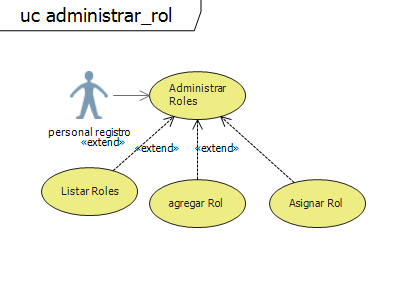 uc administrar_rol
Administrar
Roles
personal registro
«extend»
«extend»
«extend»
Listar Roles
agregar Rol
Asignar Rol